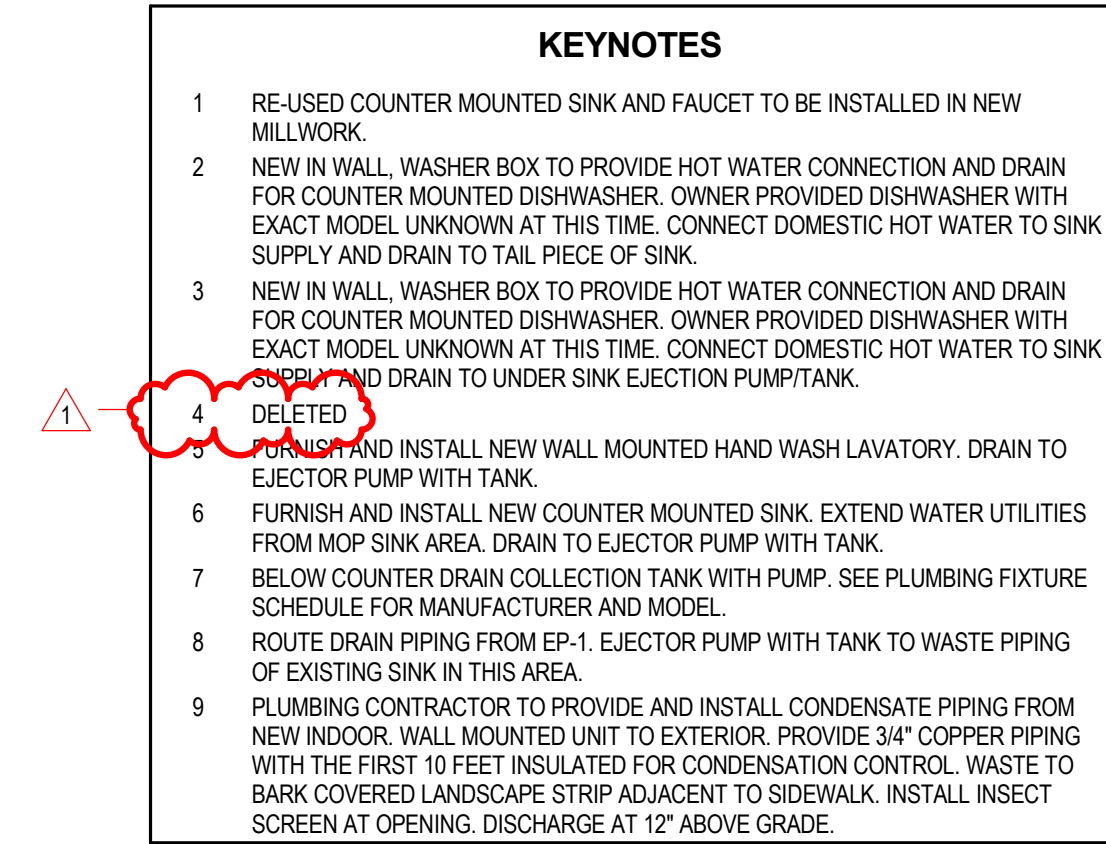 KEYNOTES
1 RE-USED COUNTER MOUNTED SINK AND FAUCET TO BE INSTALLED IN NEW
MILLWORK.
2 NEW IN WALL, WASHER BOX TO PROVIDE HOT WATER CONNECTION AND DRAIN
FOR COUNTER MOUNTED DISHWASHER. OWNER PROVIDED DISHWASHER WITH
EXACT MODEL UNKNOWN AT THIS TIME. CONNECT DOMESTIC HOT WATER TO SINK
SUPPLY AND DRAIN TO TAIL PIECE OF SINK.
3 NEW IN WALL, WASHER BOX TO PROVIDE HOT WATER CONNECTION AND DRAIN
FOR COUNTER MOUNTED DISHWASHER. OWNER PROVIDED DISHWASHER WITH
EXACT MODEL UNKNOWN AT THIS TIME. CONNECT DOMESTIC HOT WATER TO SINK
SUPPLY AND DRAIN TO UNDER SINK EJECTION PUMP/TANK.
1 4 DELETED
5 FURNISH AND INSTALL NEW WALL MOUNTED HAND WASH LAVATORY. DRAIN TO
EJECTOR PUMP WITH TANK.
6 FURNISH AND INSTALL NEW COUNTER MOUNTED SINK. EXTEND WATER UTILITIES
FROM MOP SINK AREA. DRAIN TO EJECTOR PUMP WITH TANK.
7 BELOW COUNTER DRAIN COLLECTION TANK WITH PUMP. SEE PLUMBING FIXTURE
SCHEDULE FOR MANUFACTURER AND MODEL.
8 ROUTE DRAIN PIPING FROM EP-1. EJECTOR PUMP WITH TANK TO WASTE PIPING
OF EXISTING SINK IN THIS AREA.
9 PLUMBING CONTRACTOR TO PROVIDE AND INSTALL CONDENSATE PIPING FROM
NEW INDOOR. WALL MOUNTED UNIT TO EXTERIOR. PROVIDE 3/4" COPPER PIPING
WITH THE FIRST 10 FEET INSULATED FOR CONDENSATION CONTROL. WASTE TO
BARK COVERED LANDSCAPE STRIP ADJACENT TO SIDEWALK. INSTALL INSECT
SCREEN AT OPENING. DISCHARGE AT 12" ABOVE GRADE.